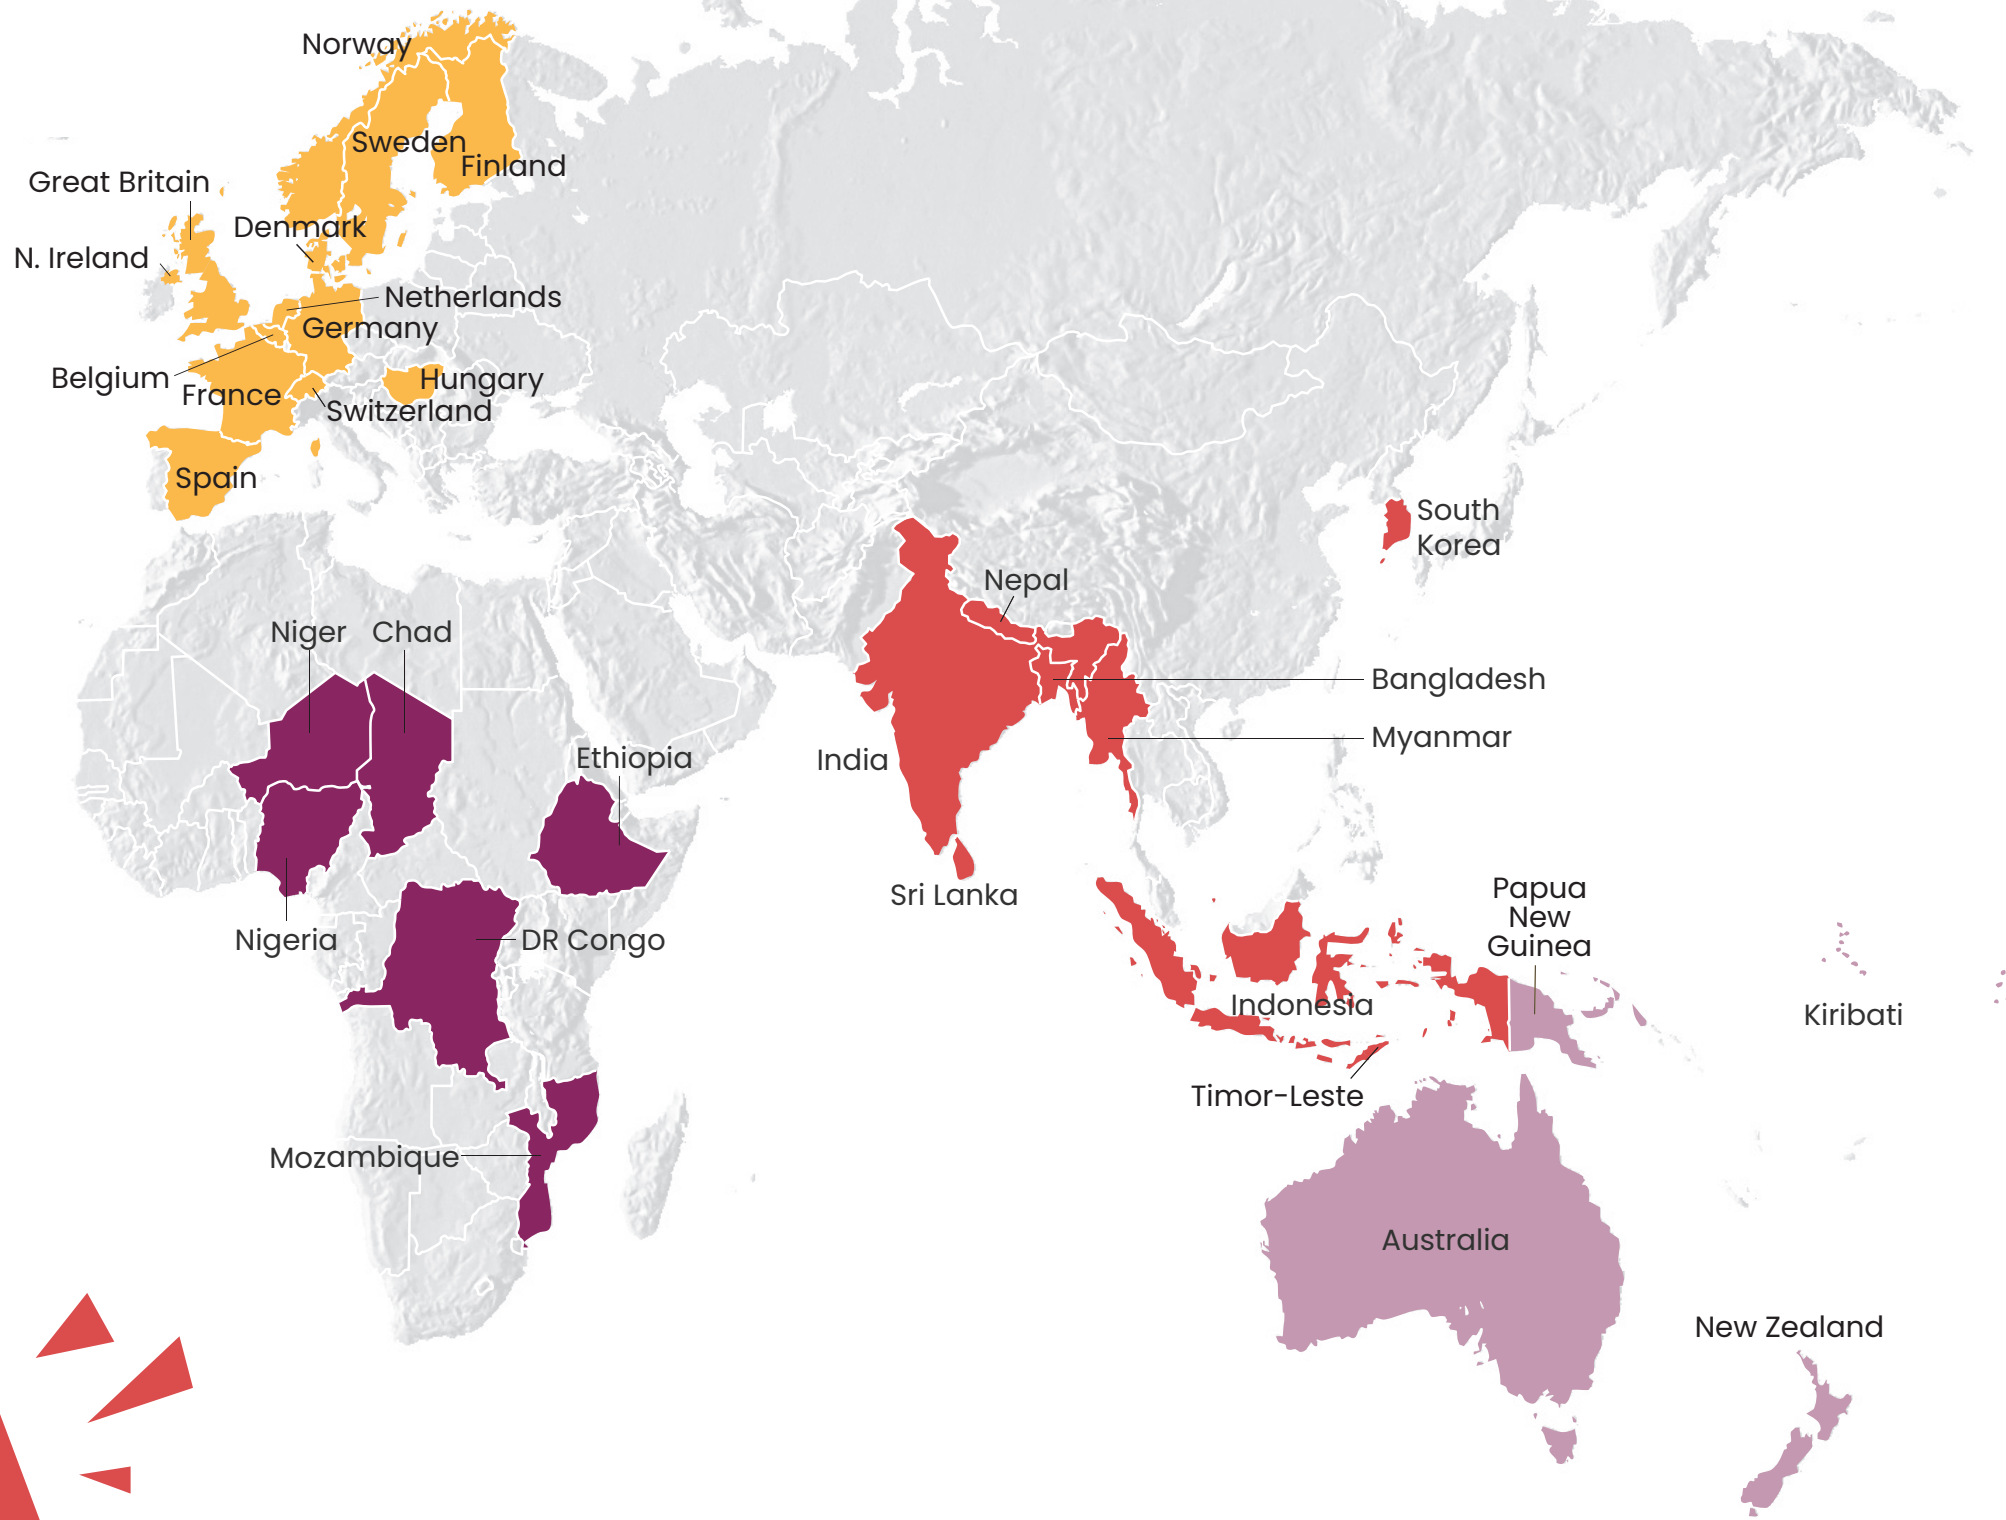 Norway
Sweden
Finland
Great Britain
Denmark
N. Ireland
Netherlands
Germany
Belgium
France
Hungary
Switzerland
Spain
South
Korea
Nepal
Niger
Chad
Bangladesh
Myanmar
Ethiopia
India
Sri Lanka
Papua
New
Guinea
Nigeria
DR Congo
Indonesia
Kiribati
Timor-Leste
Mozambique
Australia
New Zealand